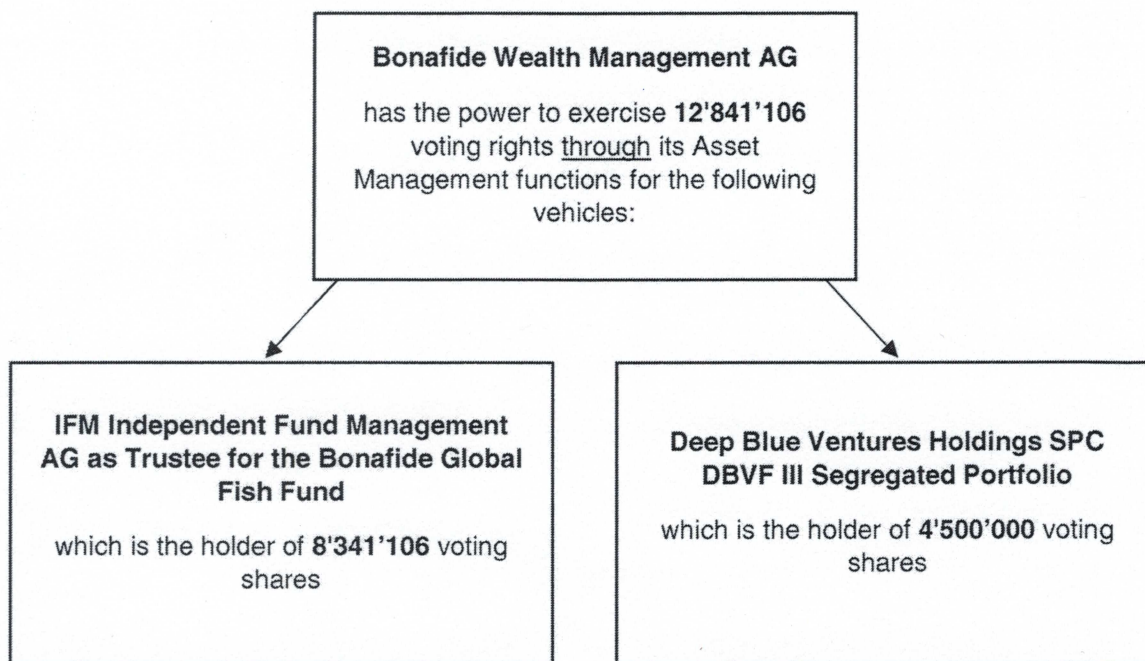 Bonafide Wealth Management AG
has the power to exercise 12'841’106
voting rights through its Asset
Management functions for the following
vehicles:
IFM Independent Fund Management
AG as Trustee for the Bonafide Global
Fish Fund
which is the holder of 8'341’106 voting
shares
Deep Blue Ventures Holdings SPC
DBVF III Segregated Portfolio
which is the holder of 4'500’000 voting
shares